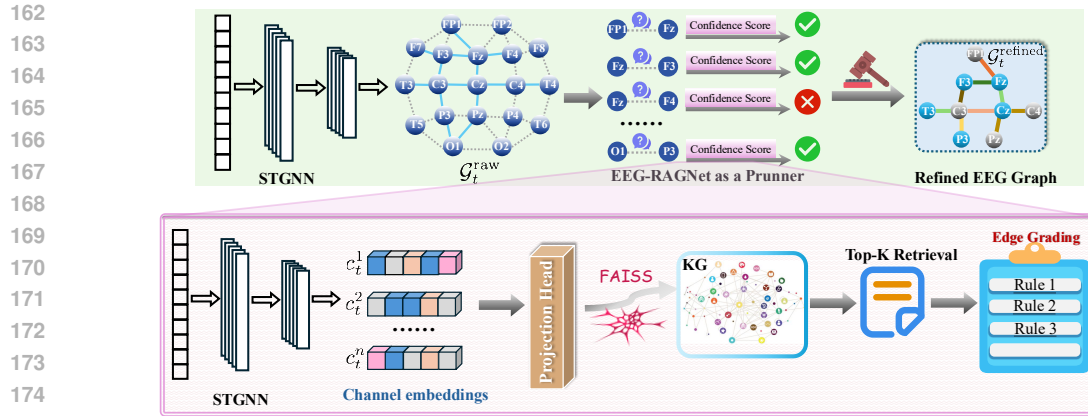 162
163
164
165
166
167
168
169
170
171
172
173
174
FP1 FP2
F7 F3 Fz F4 F8
T3 C3 Cz C4 T4
T5 P3 Pz P4 T6
O1 O2
STGNN
𝒢_t^raw
FP1 ? Fz Confidence Score
Fz ? F3 Confidence Score
Fz ? F4 Confidence Score
......
O1 ? P3 Confidence Score
EEG-RAGNet as a Prunner
FP1 𝒢_t^refined
F3 Fz
T3 C3 Cz C4
P3 Pz
Refined EEG Graph
c_t^1
c_t^2
......
c_t^n
STGNN
Channel embeddings
Projection Head
FAISS
KG
Top-K Retrieval
Edge Grading
Rule 1
Rule 2
Rule 3